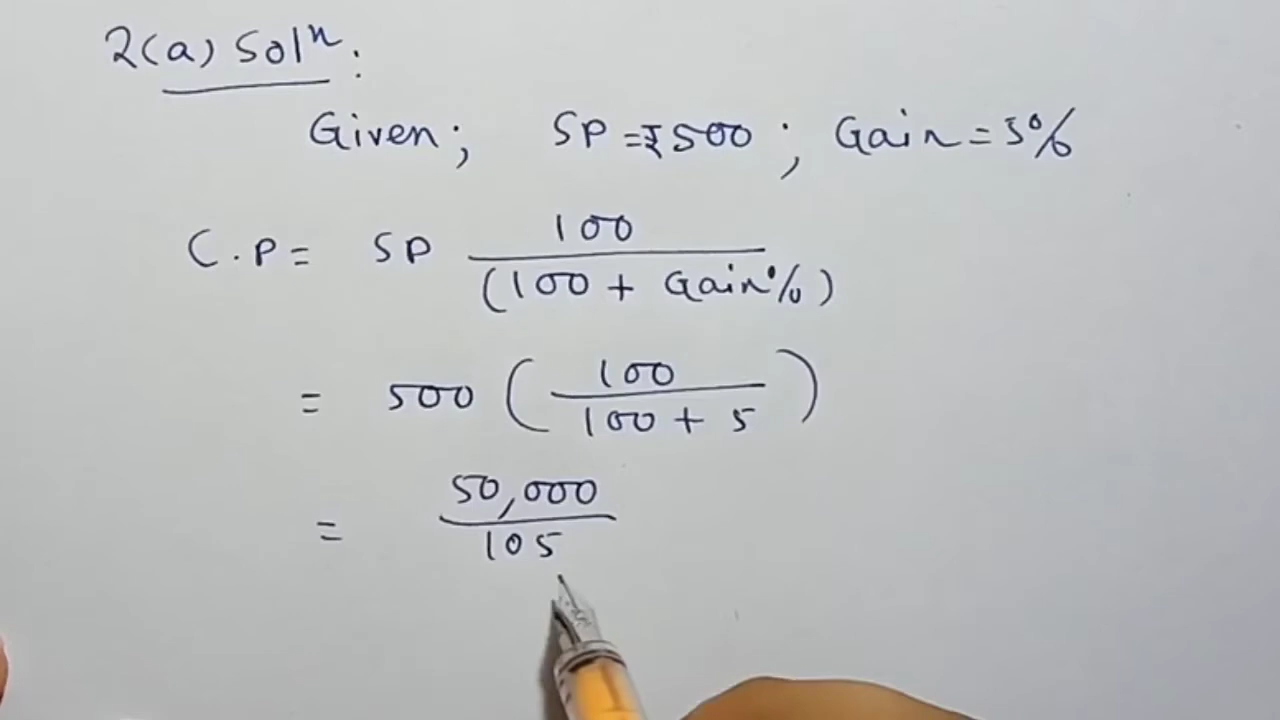 2(a) Solⁿ:
Given; SP = ₹500 ; Gain = 5%
C.P = SP 100 / (100 + Gain%)
= 500 ( 100 / 100 + 5 )
= 50,000 / 105